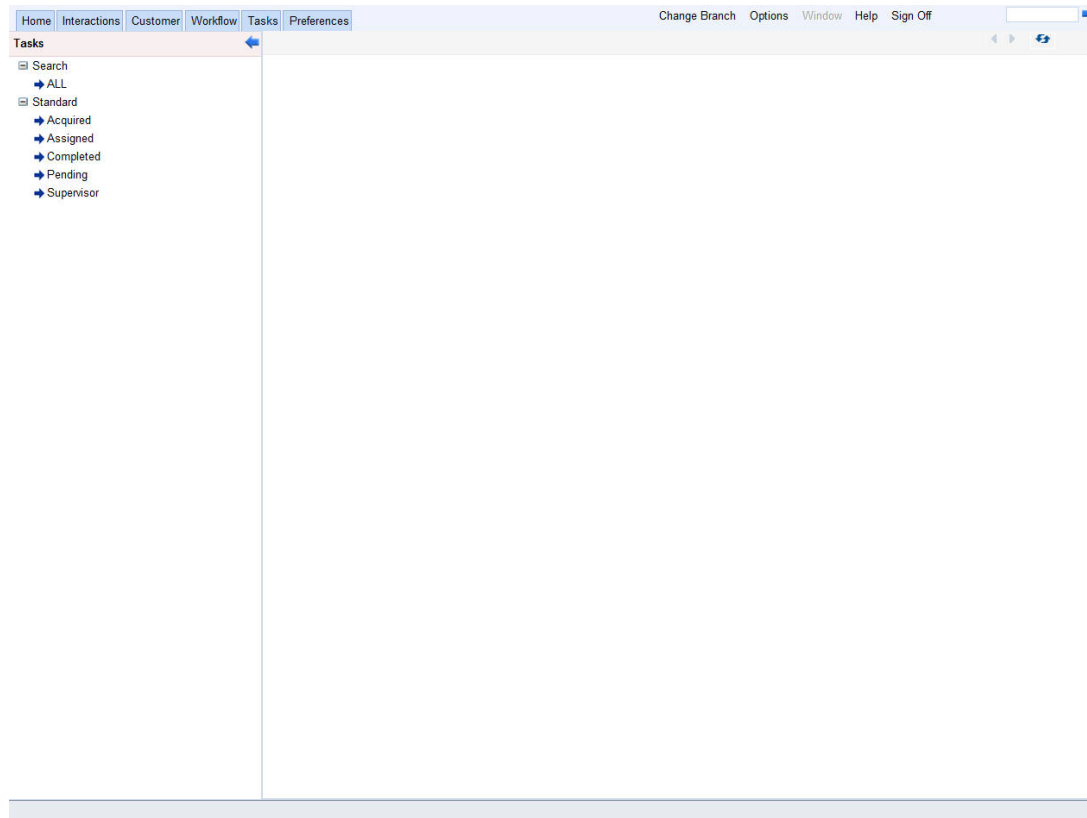 Home Interactions Customer Workflow Tasks Preferences Change Branch Options Window Help Sign Off
Tasks
Search
ALL
Standard
Acquired
Assigned
Completed
Pending
Supervisor